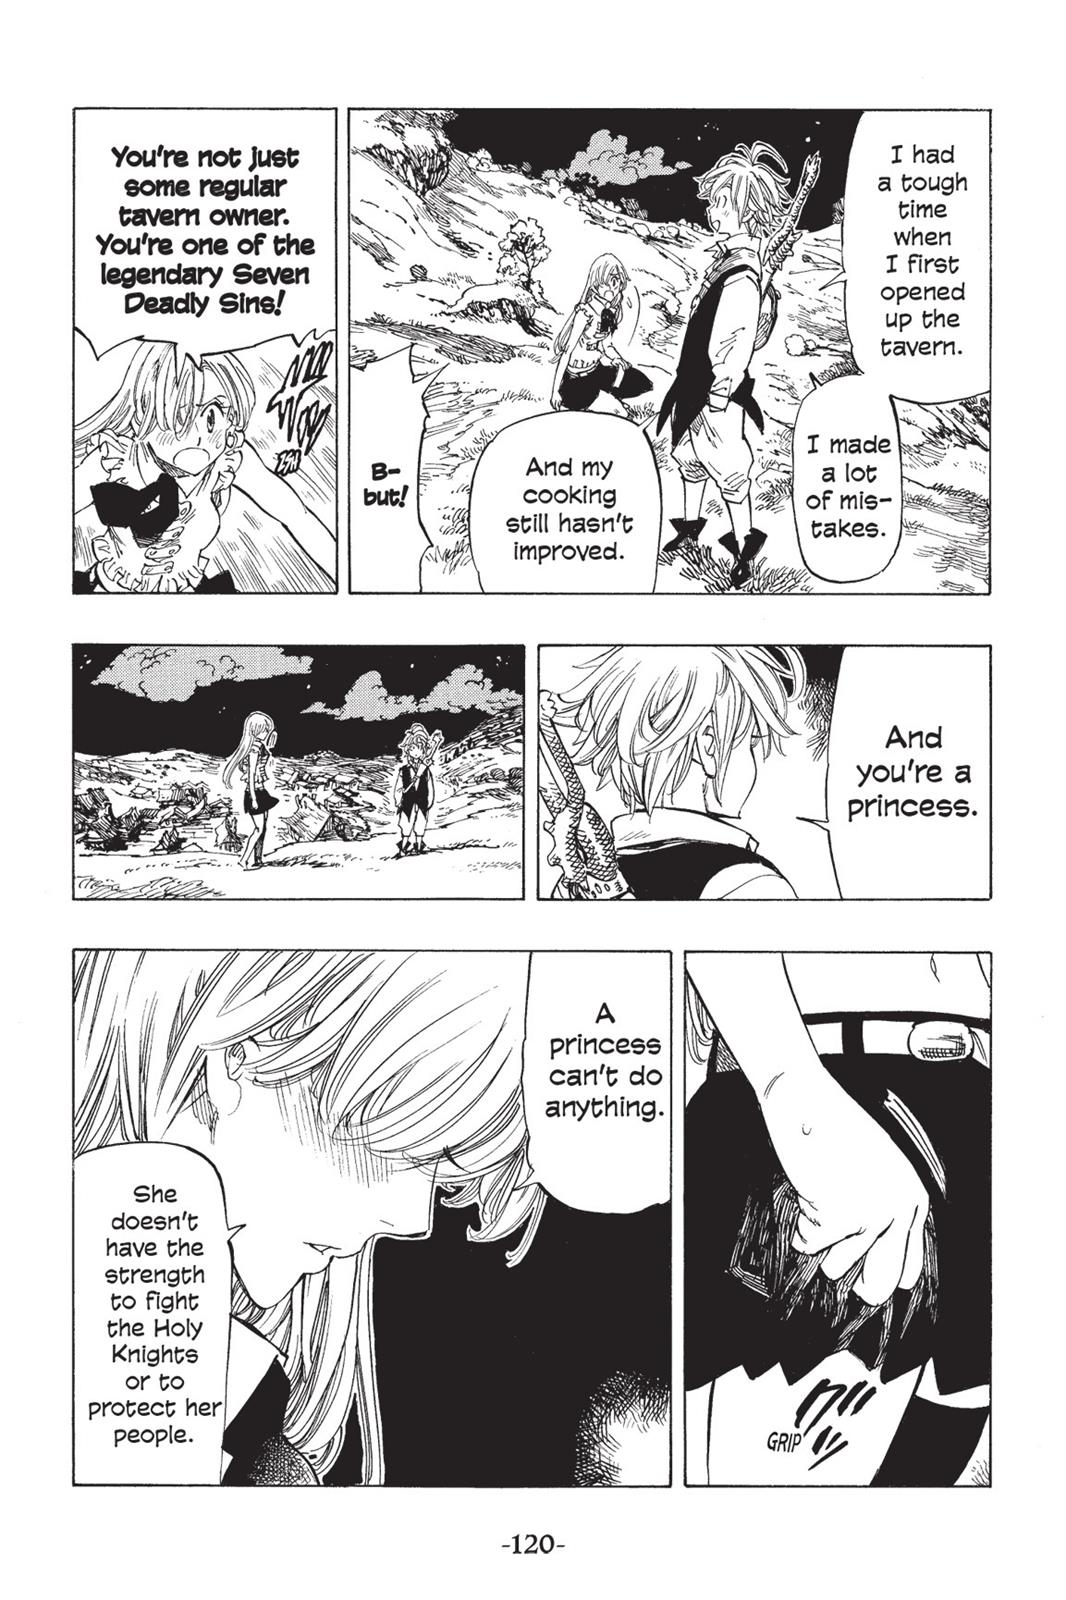 I had
a tough
time
when
I first
opened
up the
tavern.
I made
a lot
of mis-
takes.
And my
cooking
still hasn't
improved.
B-
but!
You're not just
some regular
tavern owner.
You're one of the
legendary Seven
Deadly Sins!
And
you're a
princess.
GRIP
A
princess
can't do
anything.
She
doesn't
have the
strength
to fight
the Holy
Knights
or to
protect her
people.
-120-